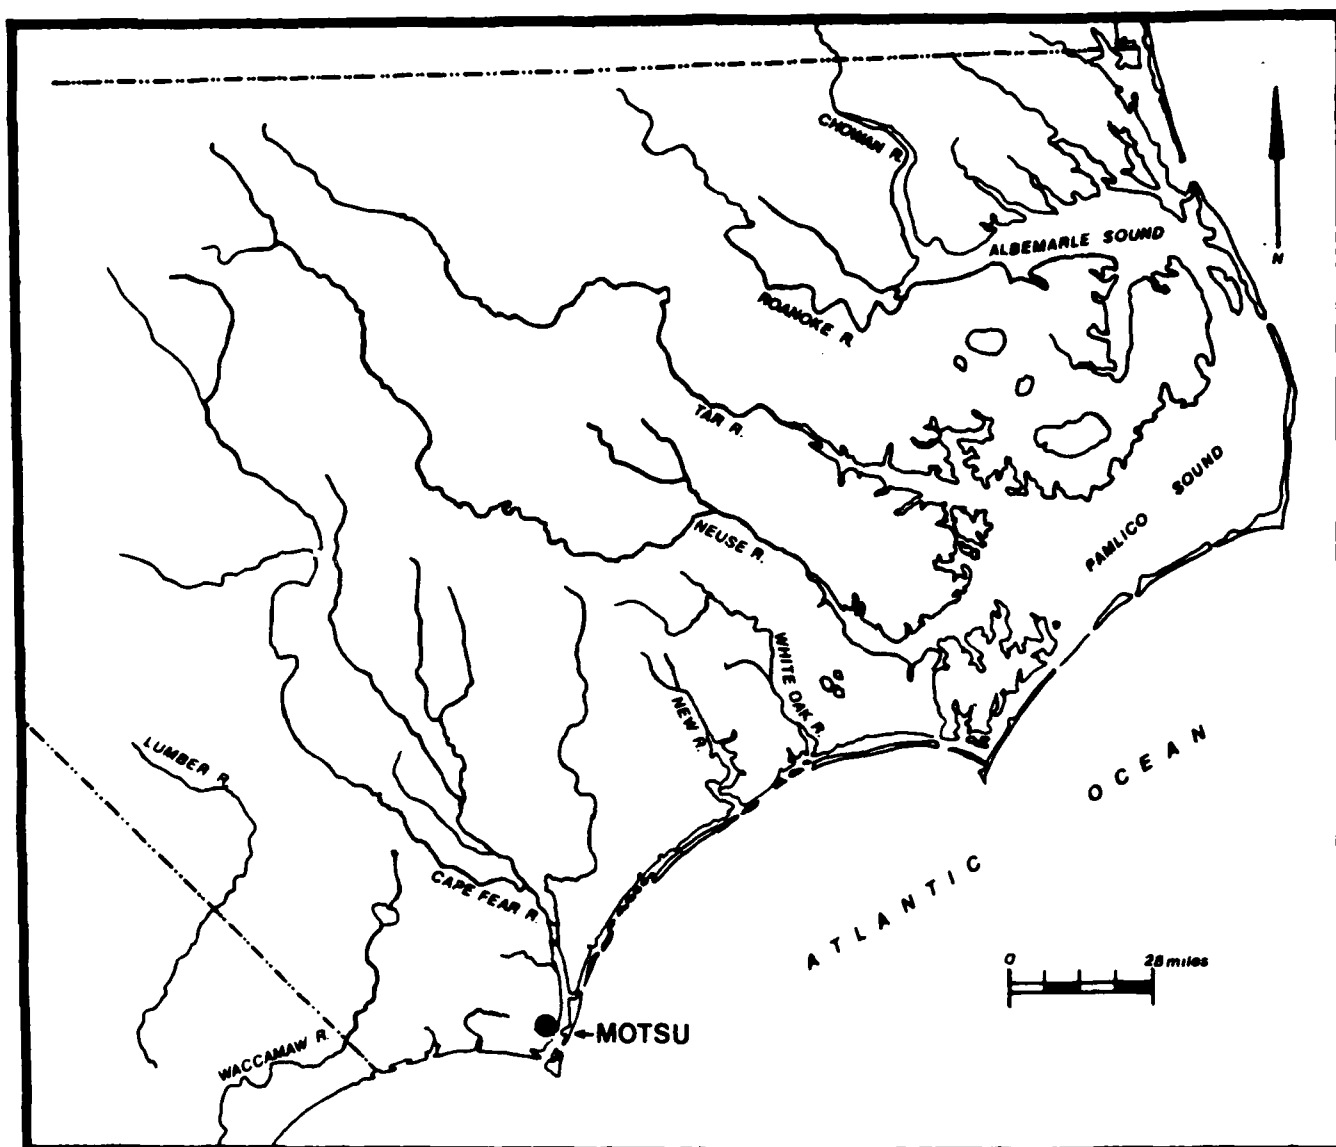 CHOWAN R.
ALBEMARLE SOUND
N
ROANOKE R.
TAR R.
PAMLICO SOUND
NEUSE R.
WHITE OAK R.
NEW R.
LUMBER R.
OCEAN
ATLANTIC
CAPE FEAR R.
0 28 miles
MOTSU
WACCAMAW R.